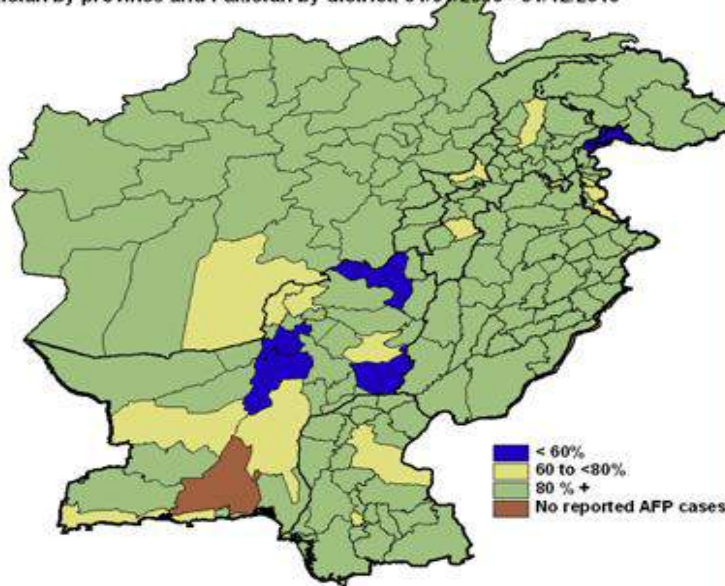 by province and Pakistan by district,
< 60%
60 to <80%
80 % +
No reported AFP cases